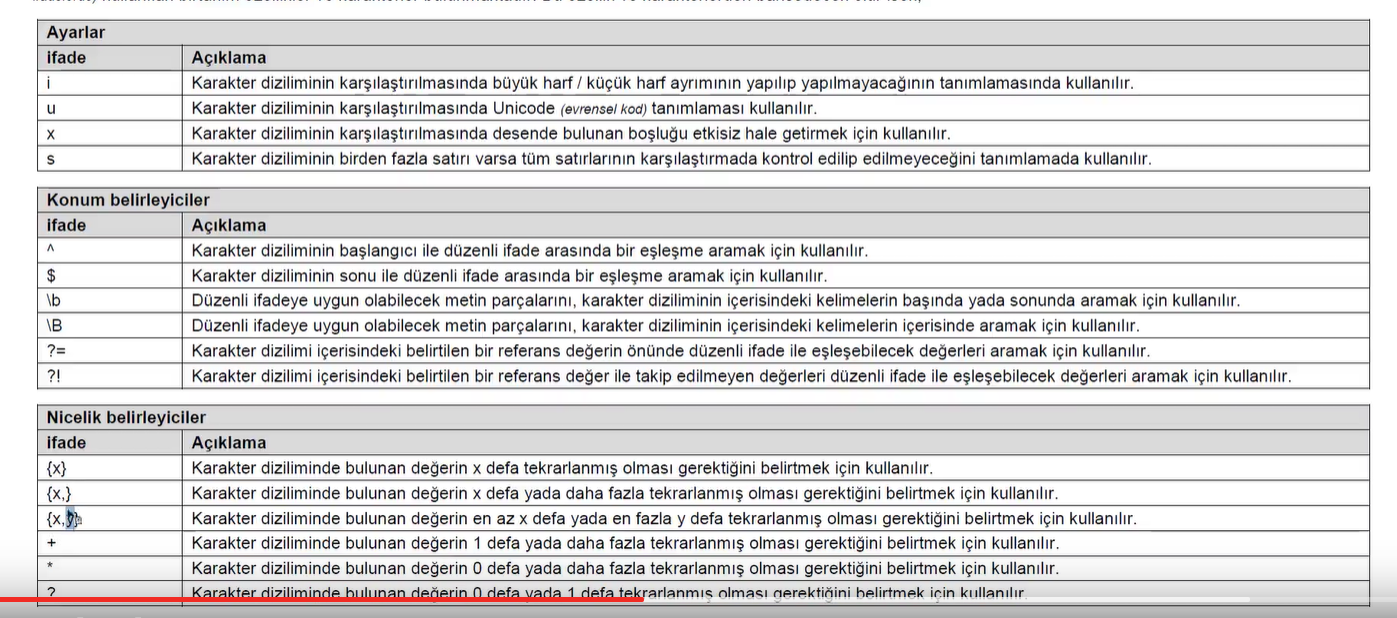 Ayarlar
ifade Açıklama
i Karakter diziliminin karşılaştırılmasında büyük harf / küçük harf ayrımının yapılıp yapılmayacağının tanımlamasında kullanılır.
u Karakter diziliminin karşılaştırılmasında Unicode (evrensel kod) tanımlaması kullanılır.
x Karakter diziliminin karşılaştırılmasında desende bulunan boşluğu etkisiz hale getirmek için kullanılır.
s Karakter diziliminin birden fazla satırı varsa tüm satırlarının karşılaştırmada kontrol edilip edilmeyeceğini tanımlamada kullanılır.
Konum belirleyiciler
ifade Açıklama
^ Karakter diziliminin başlangıcı ile düzenli ifade arasında bir eşleşme aramak için kullanılır.
$ Karakter diziliminin sonu ile düzenli ifade arasında bir eşleşme aramak için kullanılır.
\b Düzenli ifadeye uygun olabilecek metin parçalarını, karakter diziliminin içerisindeki kelimelerin başında yada sonunda aramak için kullanılır.
\B Düzenli ifadeye uygun olabilecek metin parçalarını, karakter diziliminin içerisindeki kelimelerin içerisinde aramak için kullanılır.
?= Karakter dizilimi içerisindeki belirtilen bir referans değerin önünde düzenli ifade ile eşleşebilecek değerleri aramak için kullanılır.
?! Karakter dizilimi içerisindeki belirtilen bir referans değer ile takip edilmeyen değerleri düzenli ifade ile eşleşebilecek değerleri aramak için kullanılır.
Nicelik belirleyiciler
ifade Açıklama
{x} Karakter diziliminde bulunan değerin x defa tekrarlanmış olması gerektiğini belirtmek için kullanılır.
{x,} Karakter diziliminde bulunan değerin x defa yada daha fazla tekrarlanmış olması gerektiğini belirtmek için kullanılır.
{x,y} Karakter diziliminde bulunan değerin en az x defa yada en fazla y defa tekrarlanmış olması gerektiğini belirtmek için kullanılır.
+ Karakter diziliminde bulunan değerin 1 defa yada daha fazla tekrarlanmış olması gerektiğini belirtmek için kullanılır.
* Karakter diziliminde bulunan değerin 0 defa yada daha fazla tekrarlanmış olması gerektiğini belirtmek için kullanılır.
? Karakter diziliminde bulunan değerin 0 defa yada 1 defa tekrarlanmış olması gerektiğini belirtmek için kullanılır.